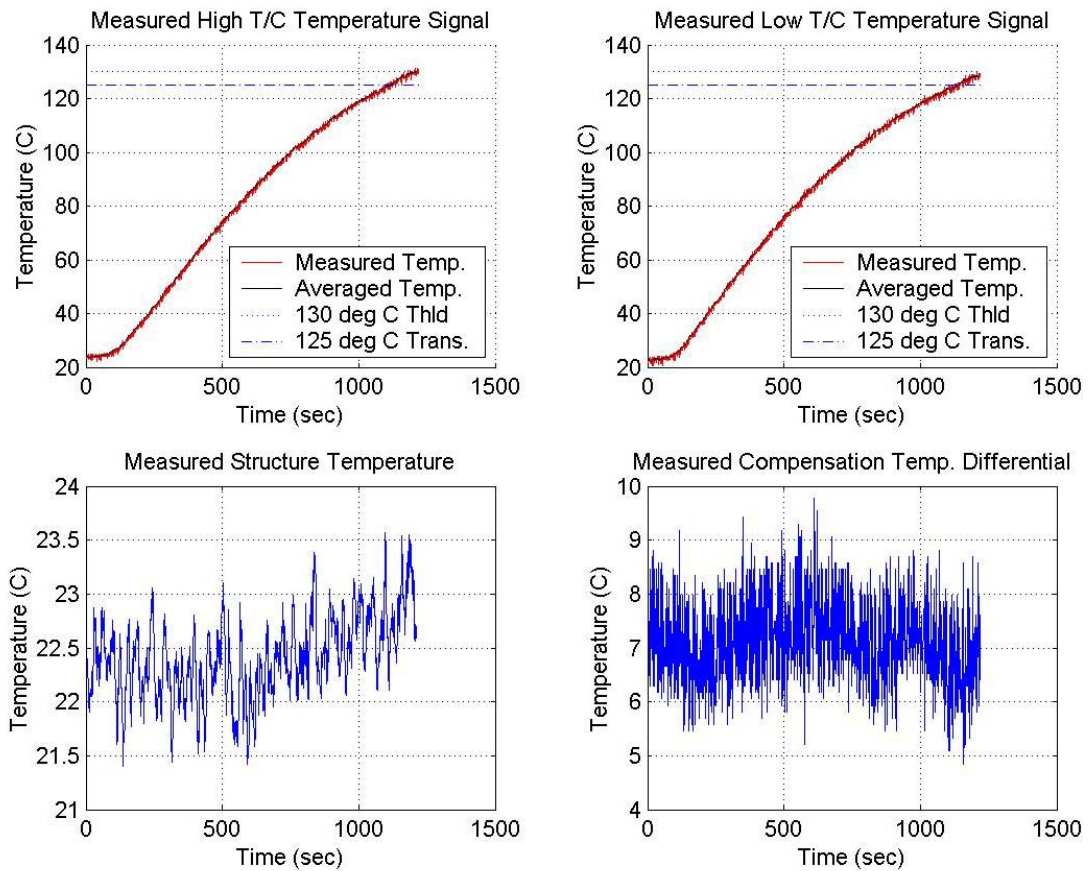 Measured High T/C Temperature Signal
140
120
100
80
60
40
20
0
500
1000
1500
Temperature (C)
Time (sec)
Measured Temp.
Averaged Temp.
130 deg C Thld
125 deg C Trans.
Measured Low T/C Temperature Signal
140
120
100
80
60
40
20
0
500
1000
1500
Temperature (C)
Time (sec)
Measured Temp.
Averaged Temp.
130 deg C Thld
125 deg C Trans.
Measured Structure Temperature
24
23.5
23
22.5
22
21.5
21
0
500
1000
1500
Temperature (C)
Time (sec)
Measured Compensation Temp. Differential
10
9
8
7
6
5
4
0
500
1000
1500
Temperature (C)
Time (sec)